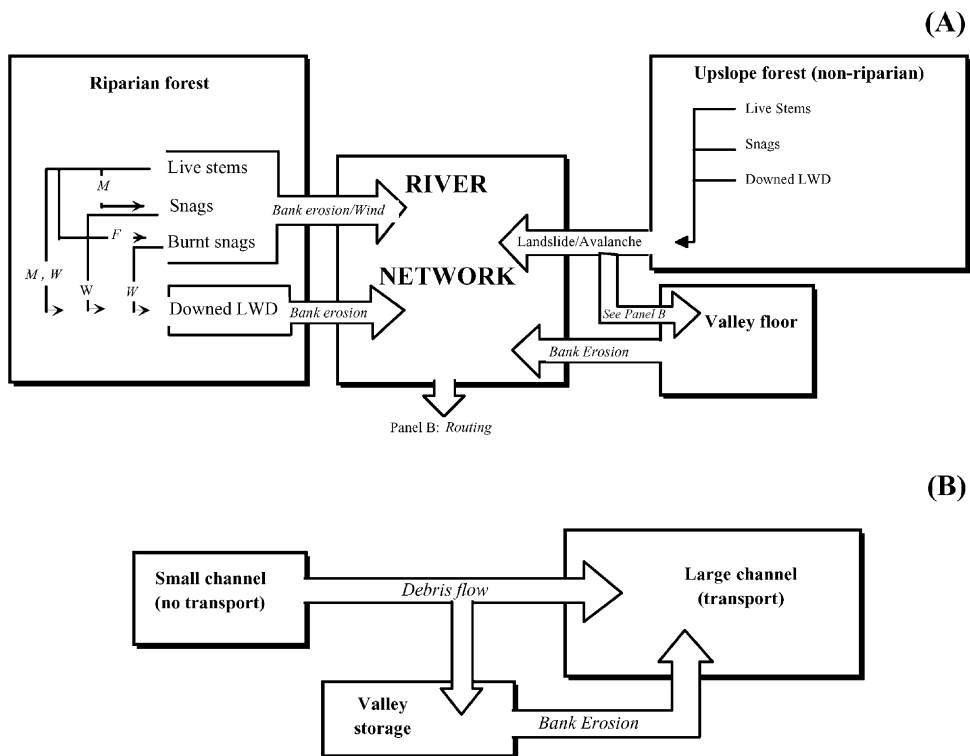 (A)
Riparian forest
Live stems
M
Snags
F
Burnt snags
M , W
W
W
Downed LWD
Bank erosion/Wind
Bank erosion
RIVER
NETWORK
Upslope forest (non-riparian)
Live Stems
Snags
Downed LWD
Landslide/Avalanche
See Panel B
Valley floor
Bank Erosion
Panel B: Routing
(B)
Small channel
(no transport)
Debris flow
Large channel
(transport)
Valley
storage
Bank Erosion